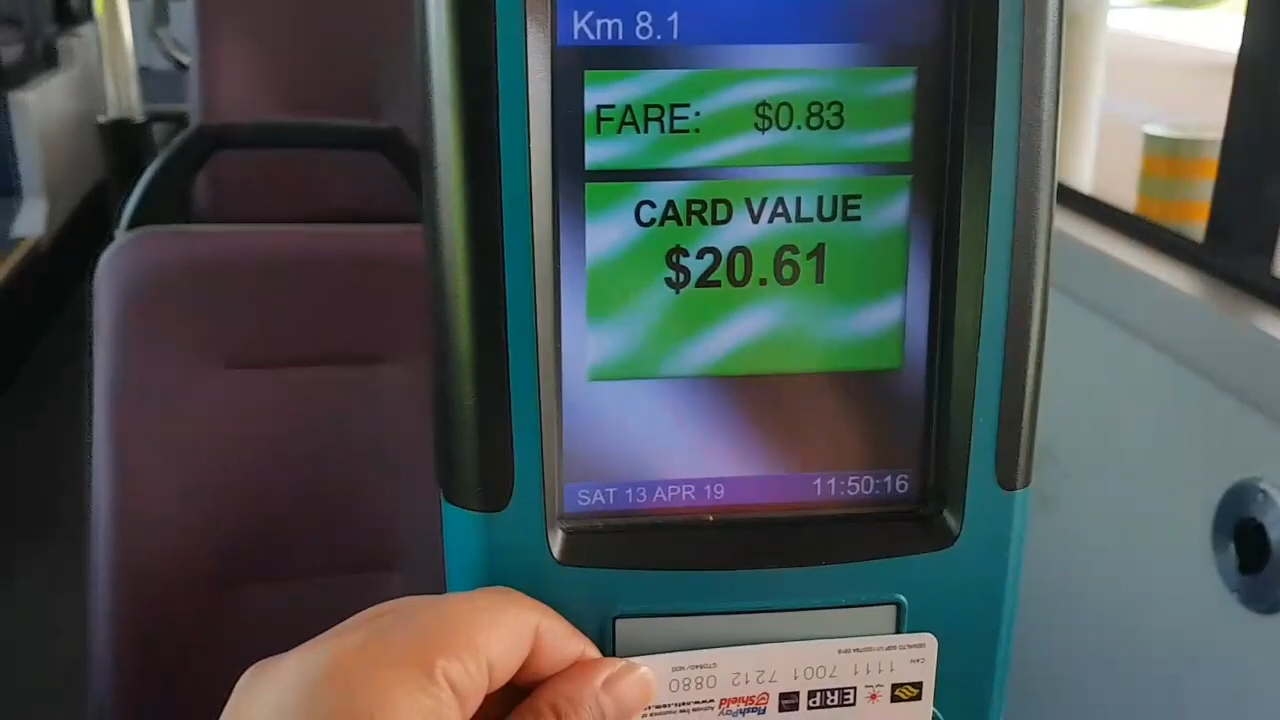 Km 8.1
FARE: $0.83
CARD VALUE
$20.61
SAT 13 APR 19 11:50:16
CAN
1111 7001 7212 0880
ERP
FlashPay
Shield